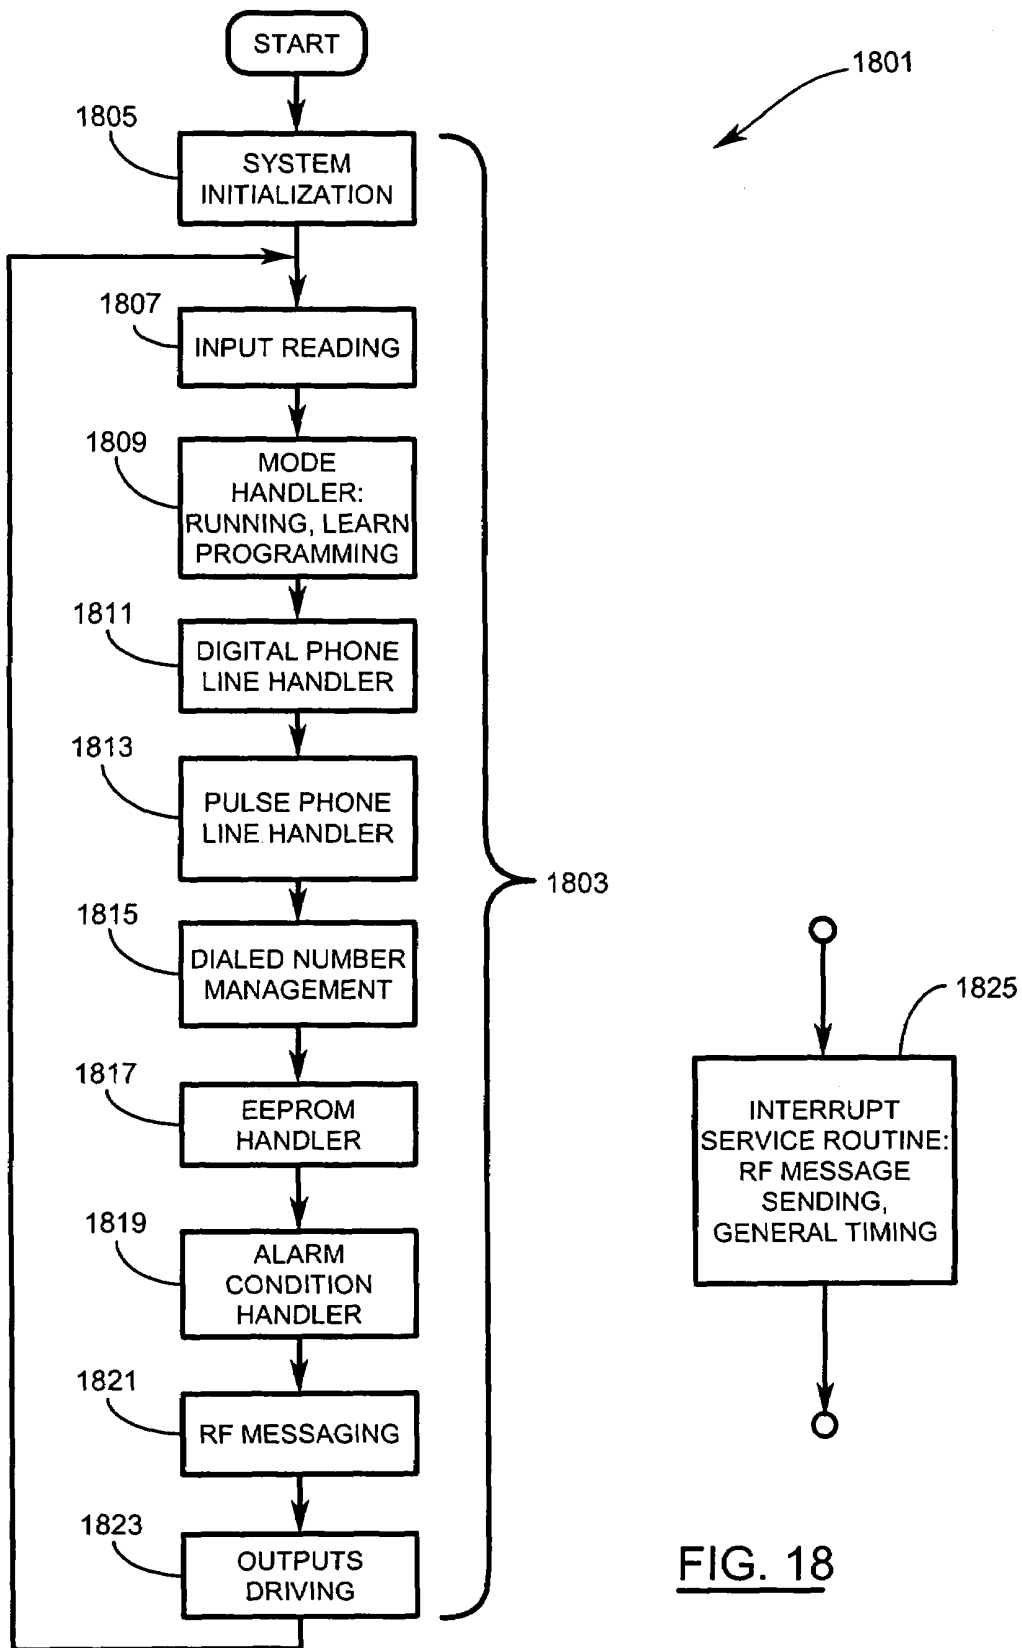 START
1801
1805
SYSTEM
INITIALIZATION
1807
INPUT READING
1809
MODE
HANDLER:
RUNNING, LEARN
PROGRAMMING
1811
DIGITAL PHONE
LINE HANDLER
1813
PULSE PHONE
LINE HANDLER
1803
1815
DIALED NUMBER
MANAGEMENT
1817
EEPROM
HANDLER
1819
ALARM
CONDITION
HANDLER
1821
RF MESSAGING
1823
OUTPUTS
DRIVING
1825
INTERRUPT
SERVICE ROUTINE:
RF MESSAGE
SENDING,
GENERAL TIMING
FIG. 18